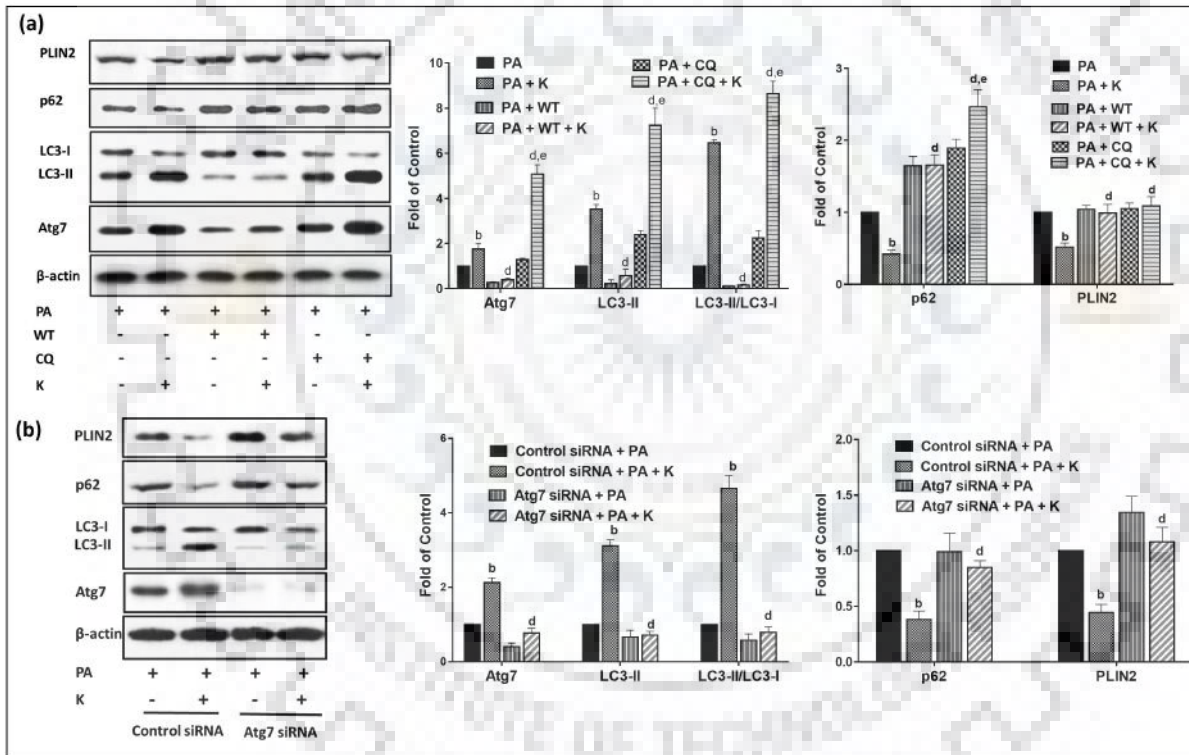 (a)
PLIN2
p62
LC3-I
LC3-II
Atg7
β-actin
PA + + + + + +
WT - - + + - -
CQ - - - - + +
K - + - + - +
Fold of Control
10
8
6
4
2
0
PA
PA + K
PA + WT
PA + WT + K
PA + CQ
PA + CQ + K
b d d,e
b d d,e
b d d,e
Atg7 LC3-II LC3-II/LC3-I
Fold of Control
3
2
1
0
PA
PA + K
PA + WT
PA + WT + K
PA + CQ
PA + CQ + K
b d d,e
b d d
p62 PLIN2
(b)
PLIN2
p62
LC3-I
LC3-II
Atg7
β-actin
PA + + + +
K - + - +
Control siRNA Atg7 siRNA
Fold of Control
6
4
2
0
Control siRNA + PA
Control siRNA + PA + K
Atg7 siRNA + PA
Atg7 siRNA + PA + K
b d
b d
b d
Atg7 LC3-II LC3-II/LC3-I
Fold of Control
2.0
1.5
1.0
0.5
0.0
Control siRNA + PA
Control siRNA + PA + K
Atg7 siRNA + PA
Atg7 siRNA + PA + K
b d
b d
p62 PLIN2